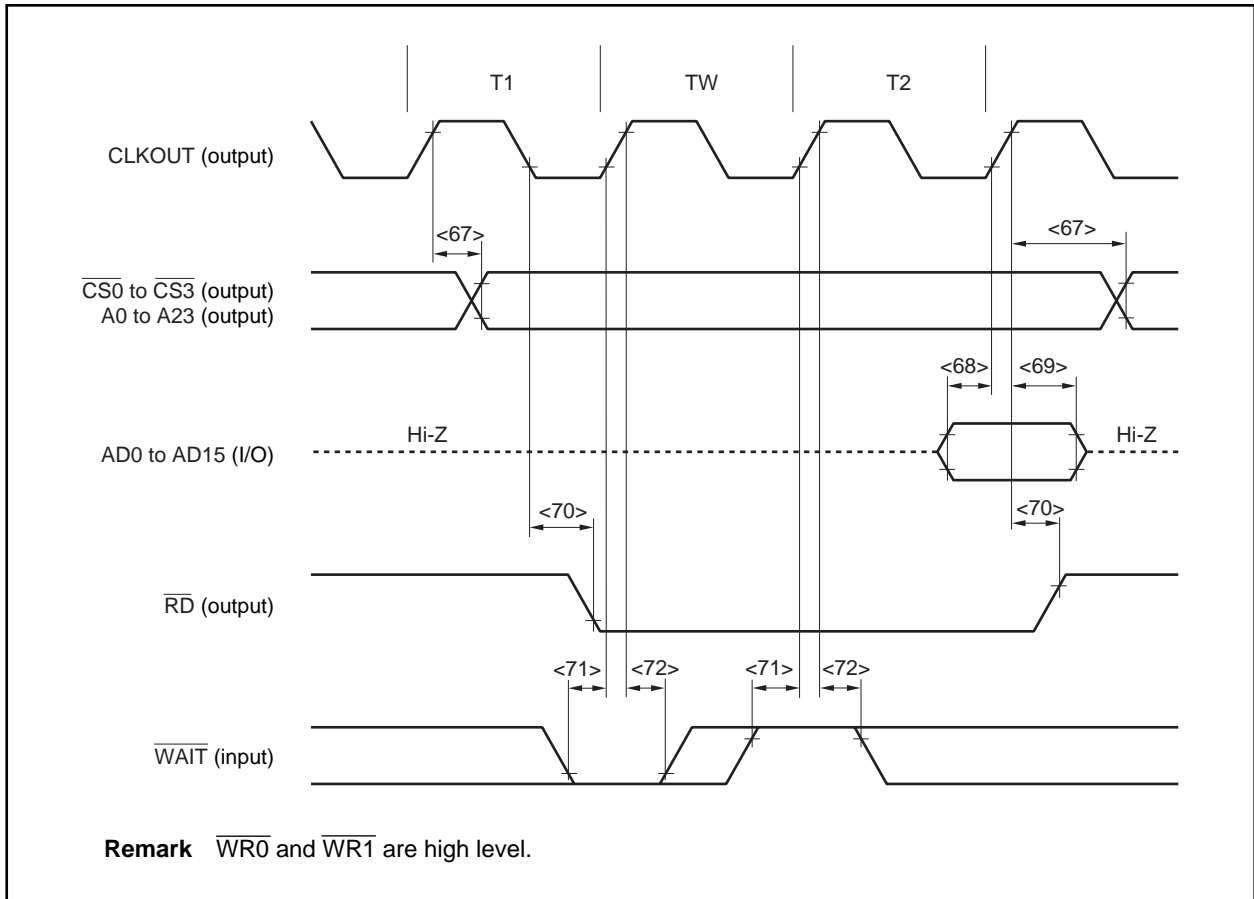 T1 TW T2
CLKOUT (output)
<67> <67>
CS0 to CS3 (output)
A0 to A23 (output)
<68> <69>
Hi-Z Hi-Z
AD0 to AD15 (I/O)
<70> <70>
RD (output)
<71> <72> <71> <72>
WAIT (input)
Remark WR0 and WR1 are high level.